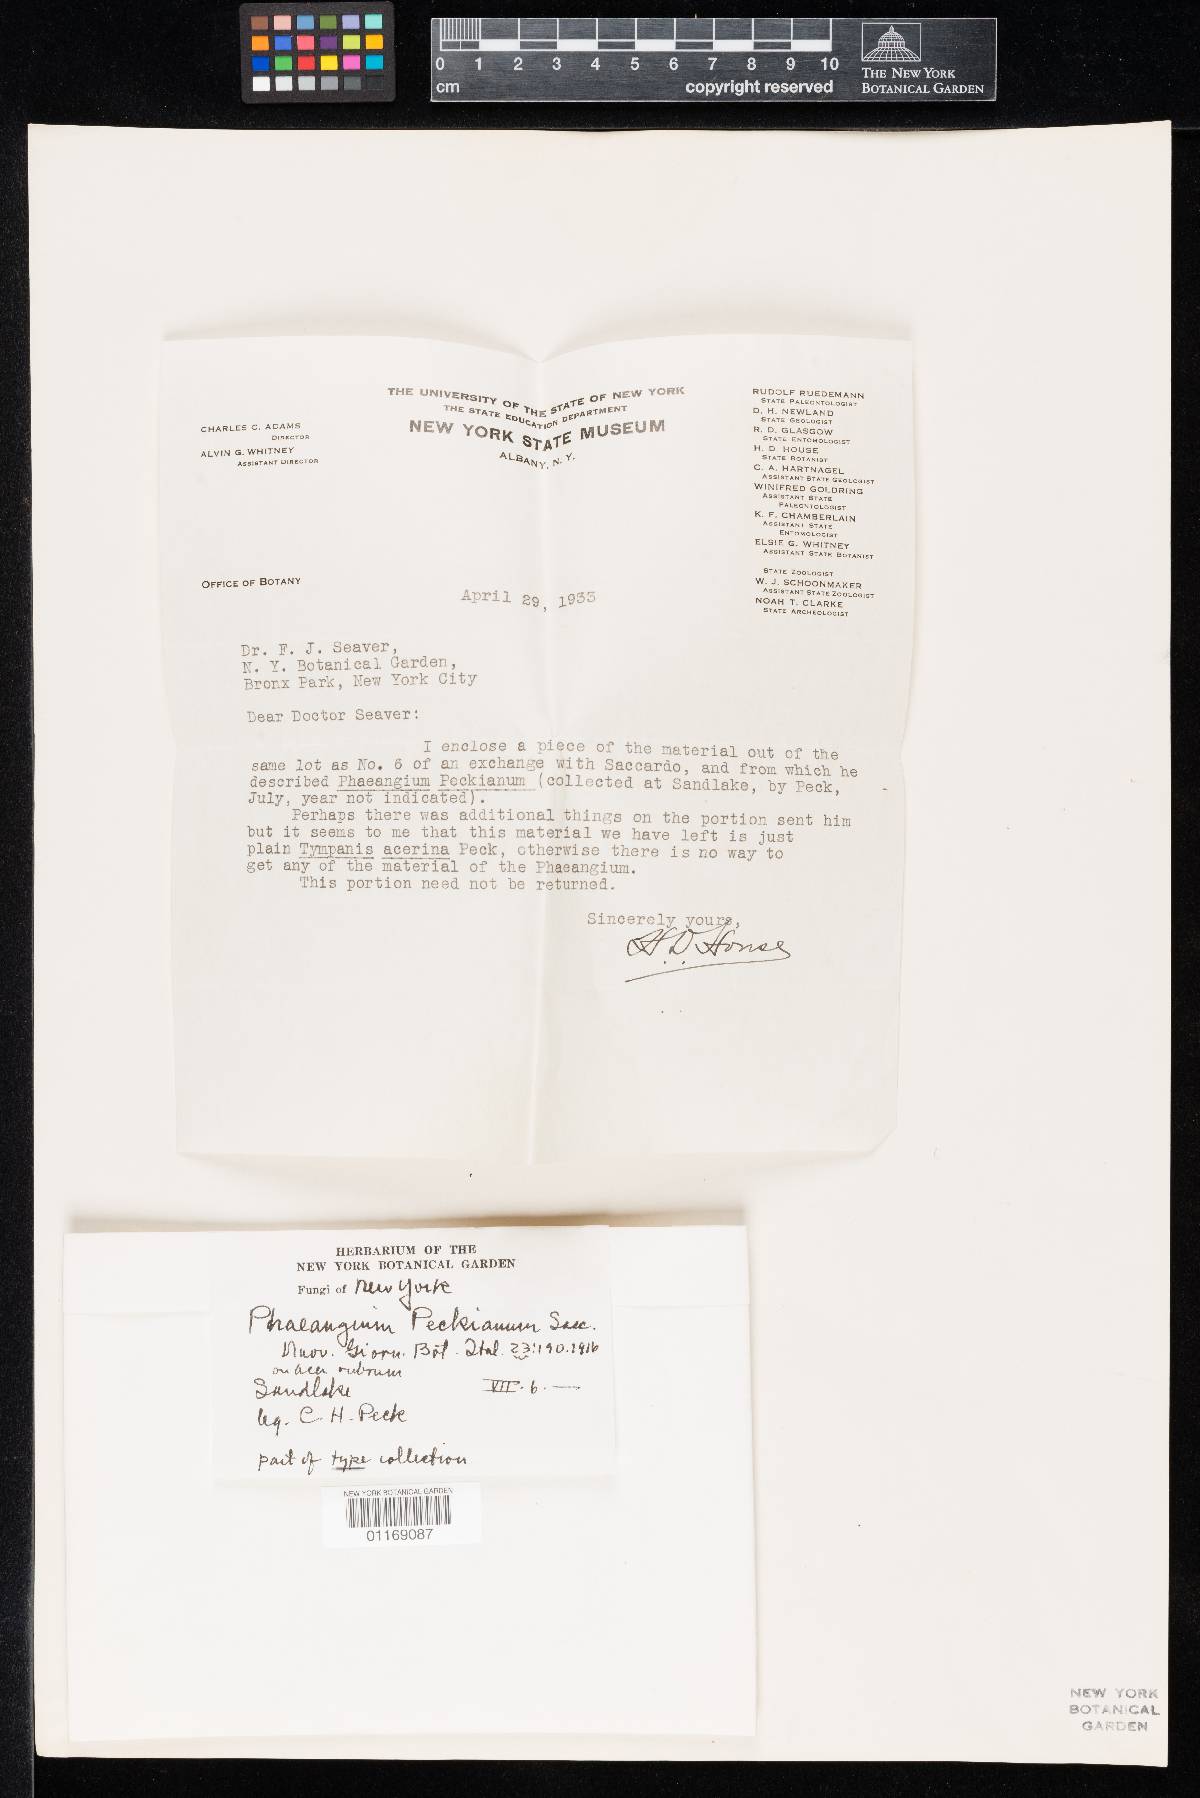 0 1 2 3 4 5 6 7 8 9 10
cm
copyright reserved
THE NEW YORK
BOTANICAL GARDEN
CHARLES C. ADAMS
DIRECTOR
ALVIN G. WHITNEY
ASSISTANT DIRECTOR
THE UNIVERSITY OF THE STATE OF NEW YORK
THE STATE EDUCATION DEPARTMENT
NEW YORK STATE MUSEUM
ALBANY, N. Y.
RUDOLF RUEDEMANN
STATE PALEONTOLOGIST
D. H. NEWLAND
STATE GEOLOGIST
R. D. GLASGOW
STATE ENTOMOLOGIST
H. D. HOUSE
STATE BOTANIST
C. A. HARTNAGEL
ASSISTANT STATE GEOLOGIST
WINIFRED GOLDRING
ASSISTANT STATE
PALEONTOLOGIST
K. F. CHAMBERLAIN
ASSISTANT STATE
ENTOMOLOGIST
ELSIE G. WHITNEY
ASSISTANT STATE BOTANIST
STATE ZOOLOGIST
W. J. SCHOONMAKER
ASSISTANT STATE ZOOLOGIST
NOAH T. CLARKE
STATE ARCHEOLOGIST
OFFICE OF BOTANY
April 29, 1933
Dr. F. J. Seaver,
N. Y. Botanical Garden,
Bronx Park, New York City
Dear Doctor Seaver:
I enclose a piece of the material out of the
same lot as No. 6 of an exchange with Saccardo, and from which he
described Phaeangium Peckianum (collected at Sandlake, by Peck,
July, year not indicated).
Perhaps there was additional things on the portion sent him
but it seems to me that this material we have left is just
plain Tympanis acerina Peck, otherwise there is no way to
get any of the material of the Phaeangium.
This portion need not be returned.
Sincerely yours,
H. D. House
HERBARIUM OF THE
NEW YORK BOTANICAL GARDEN
Fungi of New York
Phaeangium Peckianum Sacc.
Nuov. Giorn. Bot. Ital. 23:190.1916
on Acer rubrum
Sandlake VII. 6. —
leg. C. H. Peck
part of type collection
NEW YORK BOTANICAL GARDEN
01169087
NEW YORK
BOTANICAL
GARDEN